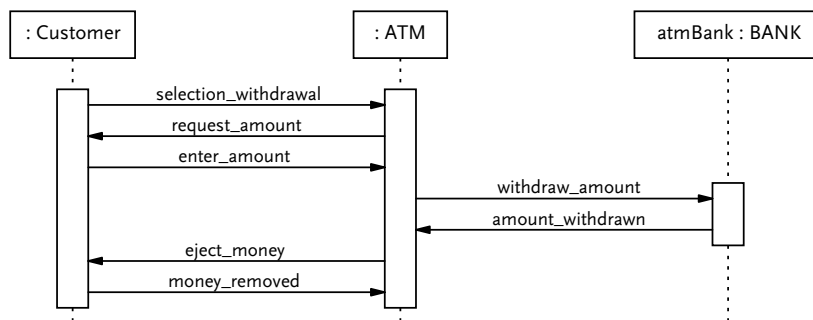 : Customer
: ATM
atmBank : BANK
selection_withdrawal
request_amount
enter_amount
withdraw_amount
amount_withdrawn
eject_money
money_removed